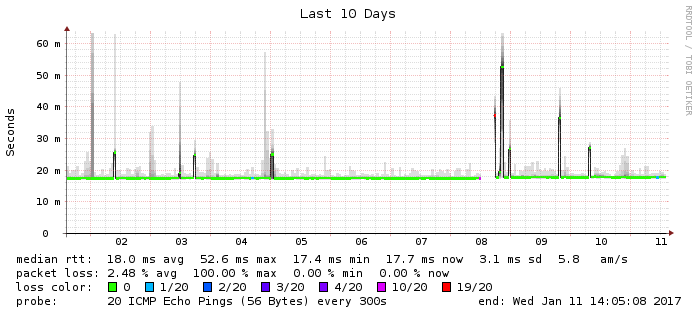 Last 10 Days
RRDTOOL / TOBI OETIKER
Seconds
60 m
50 m
40 m
30 m
20 m
10 m
0
02 03 04 05 06 07 08 09 10 11
median rtt: 18.0 ms avg 52.6 ms max 17.4 ms min 17.7 ms now 3.1 ms sd 5.8 am/s
packet loss: 2.48 % avg 100.00 % max 0.00 % min 0.00 % now
loss color: 0 1/20 2/20 3/20 4/20 10/20 19/20
probe: 20 ICMP Echo Pings (56 Bytes) every 300s end: Wed Jan 11 14:05:08 2017